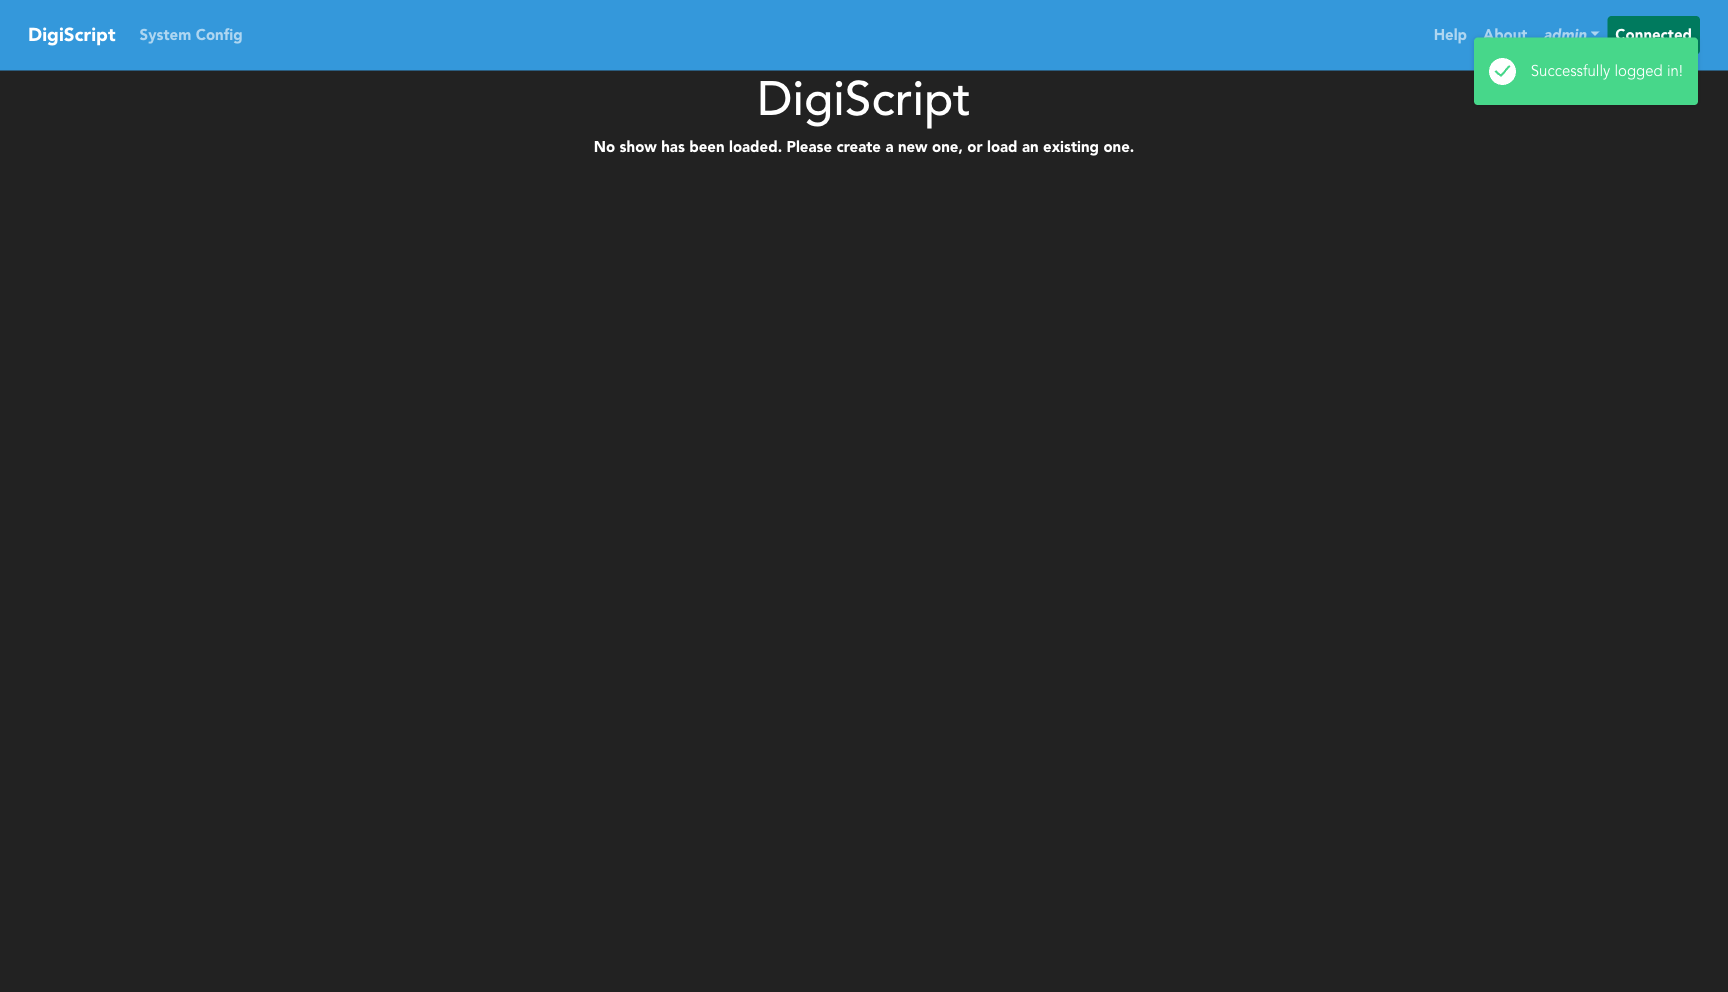 DigiScript System Config Help About admin Connected
Successfully logged in!
DigiScript
No show has been loaded. Please create a new one, or load an existing one.